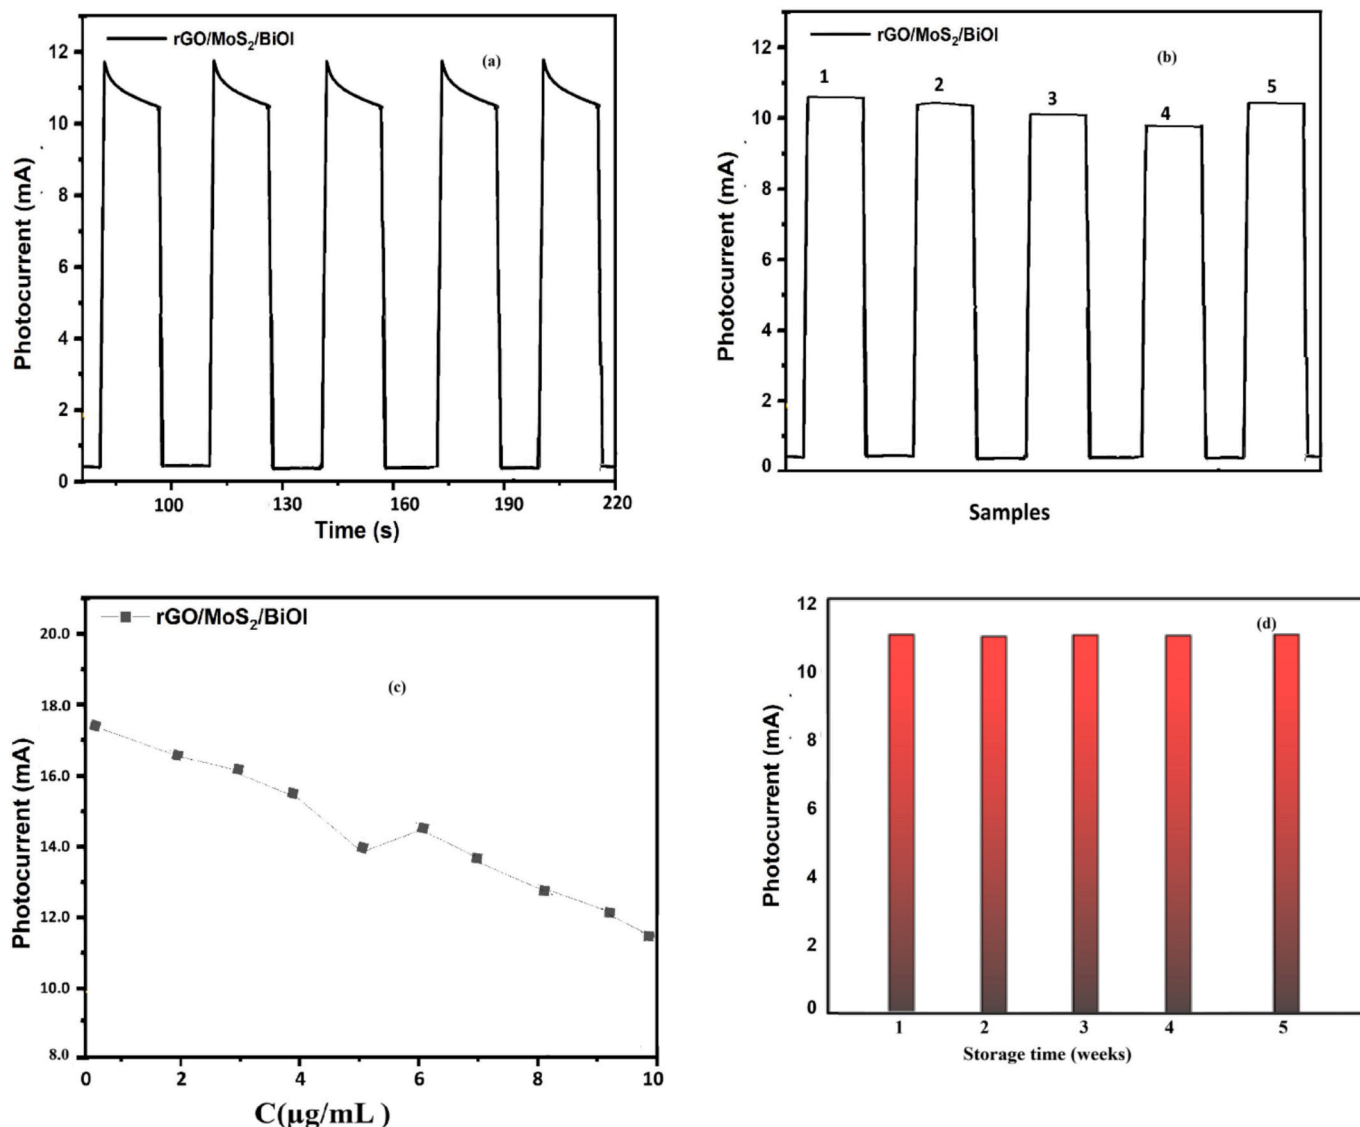 rGO/MoS₂/BiOI
(a)
12
10
8
6
4
2
0
Photocurrent (mA)
100 130 160 190 220
Time (s)
rGO/MoS₂/BiOI
(b)
1 2 3 4 5
12
10
8
6
4
2
0
Photocurrent (mA)
Samples
rGO/MoS₂/BiOI
(c)
20.0
18.0
16.0
14.0
12.0
10.0
8.0
Photocurrent (mA)
0 2 4 6 8 10
C(µg/mL )
(d)
12
10
8
6
4
2
0
Photocurrent (mA)
1 2 3 4 5
Storage time (weeks)